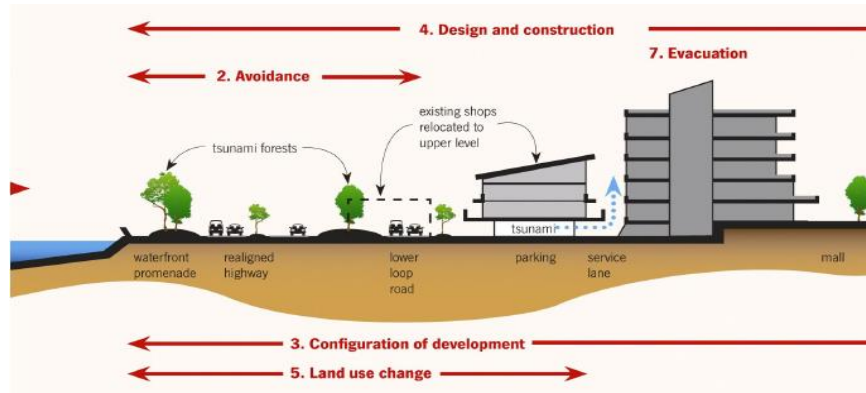 4. Design and construction
2. Avoidance
7. Evacuation
existing shops
relocated to
upper level
tsunami forests
tsunami
waterfront
promenade
realigned
highway
lower
loop
road
parking
service
lane
mall
3. Configuration of development
5. Land use change